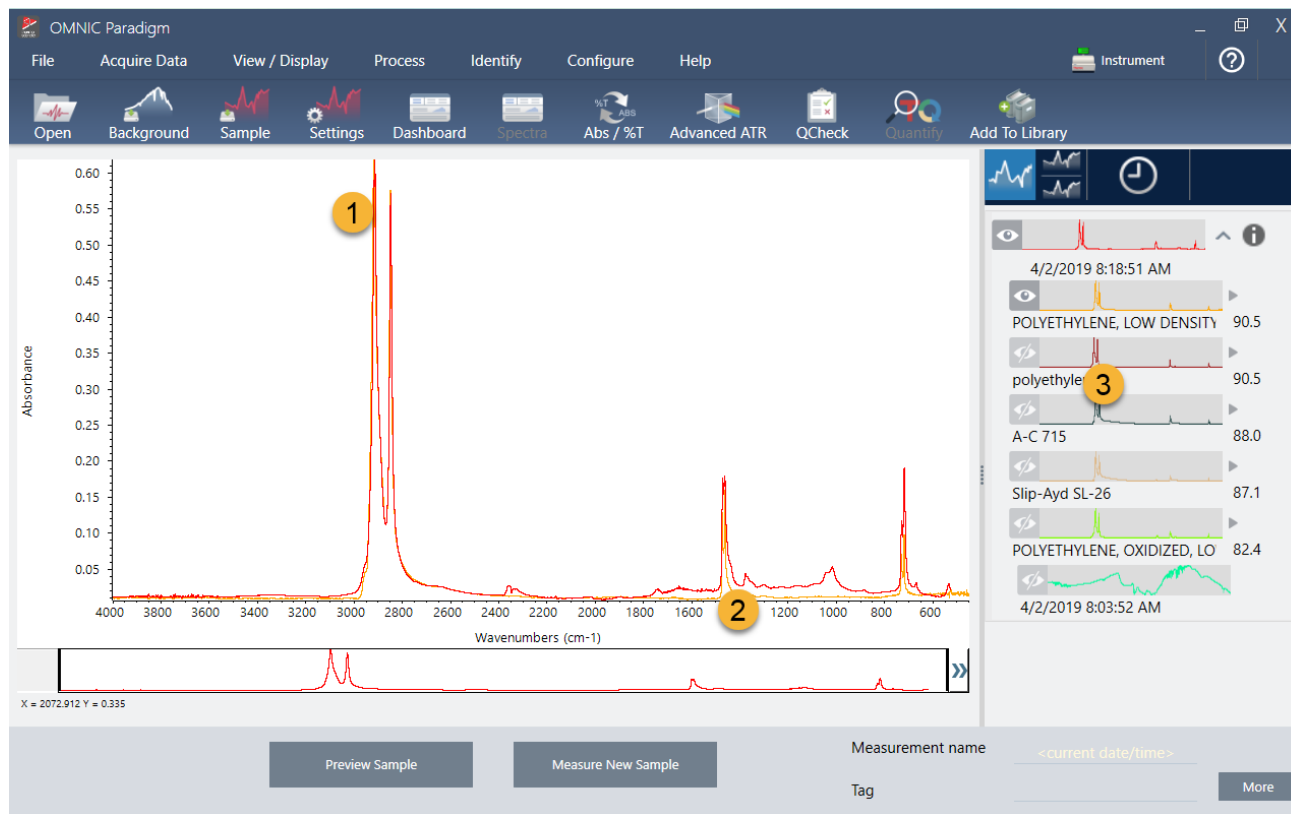 OMNIC Paradigm
File Acquire Data View / Display Process Identify Configure Help Instrument
%T ABS
Open Background Sample Settings Dashboard Spectra Abs / %T Advanced ATR QCheck Quantify Add To Library
0.60
0.55
0.50
0.45
0.40
0.35
0.30
0.25
0.20
0.15
0.10
0.05
Absorbance
1
2
4000 3800 3600 3400 3200 3000 2800 2600 2400 2200 2000 1800 1600 1200 1000 800 600
Wavenumbers (cm-1)
X = 2072.912 Y = 0.335
4/2/2019 8:18:51 AM
POLYETHYLENE, LOW DENSITY 90.5
polyethyle 90.5
3
A-C 715 88.0
Slip-Ayd SL-26 87.1
POLYETHYLENE, OXIDIZED, LO 82.4
4/2/2019 8:03:52 AM
Preview Sample Measure New Sample
Measurement name <current date/time>
Tag
More